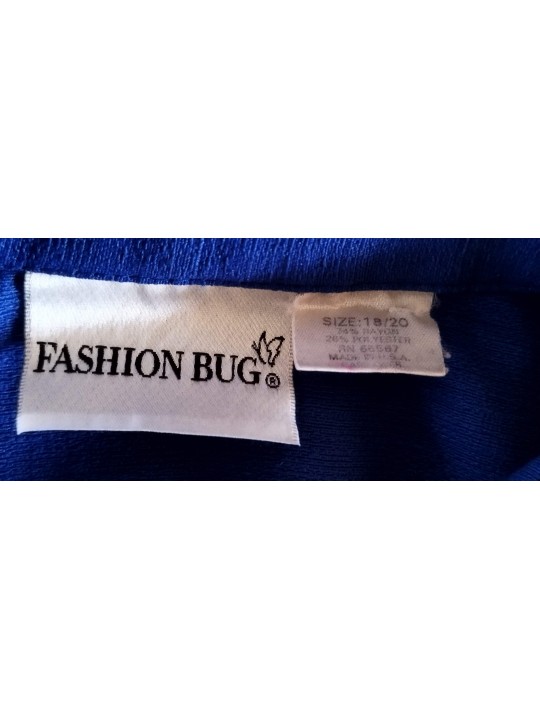 FASHION BUG®
SIZE:18/20
74% RAYON
26% POLYESTER
RN 66587
MADE IN U.S.A.